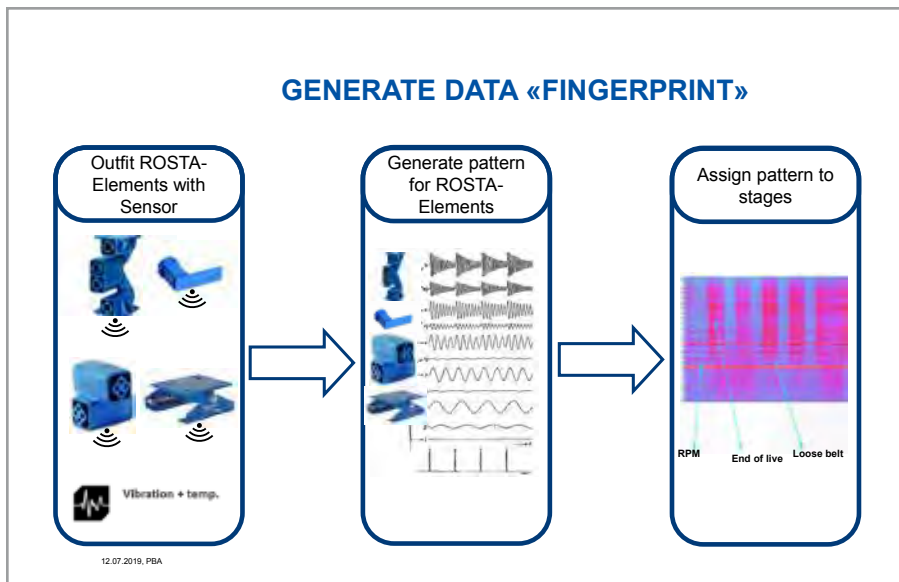 GENERATE DATA «FINGERPRINT»
Outfit ROSTA-
Elements with
Sensor
Vibration + temp.
Generate pattern
for ROSTA-
Elements
Assign pattern to
stages
RPM
End of live
Loose belt
12.07.2019, PBA